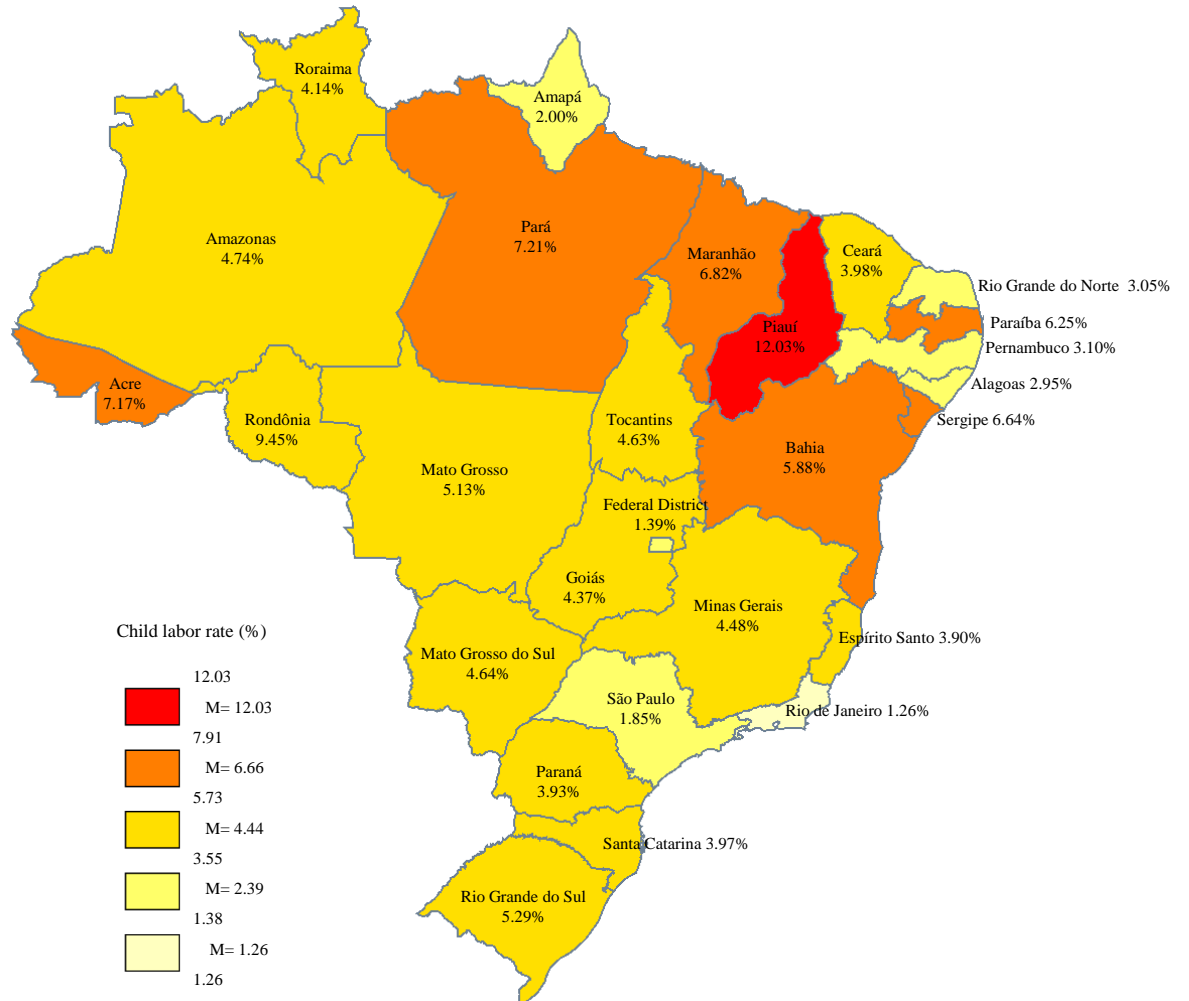 Roraima
4.14%
Amapá
2.00%
Amazonas
4.74%
Pará
7.21%
Maranhão
6.82%
Ceará
3.98%
Rio Grande do Norte 3.05%
Piauí
12.03%
Paraíba 6.25%
Pernambuco 3.10%
Alagoas 2.95%
Sergipe 6.64%
Acre
7.17%
Rondônia
9.45%
Tocantins
4.63%
Bahia
5.88%
Mato Grosso
5.13%
Federal District
1.39%
Goiás
4.37%
Minas Gerais
4.48%
Espírito Santo 3.90%
Mato Grosso do Sul
4.64%
São Paulo
1.85%
Rio de Janeiro 1.26%
Paraná
3.93%
Santa Catarina 3.97%
Rio Grande do Sul
5.29%
Child labor rate (%)
12.03
M= 12.03
7.91
M= 6.66
5.73
M= 4.44
3.55
M= 2.39
1.38
M= 1.26
1.26